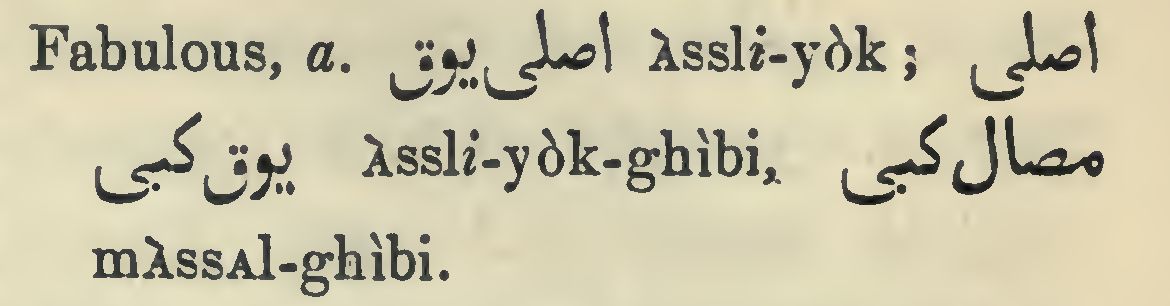 Fabulous, a. اصلی یوق Àssli-yòk; اصلی
یوق کبی Àssli-yòk-ghìbi, مصال کبی
mÀssAl-ghìbi.